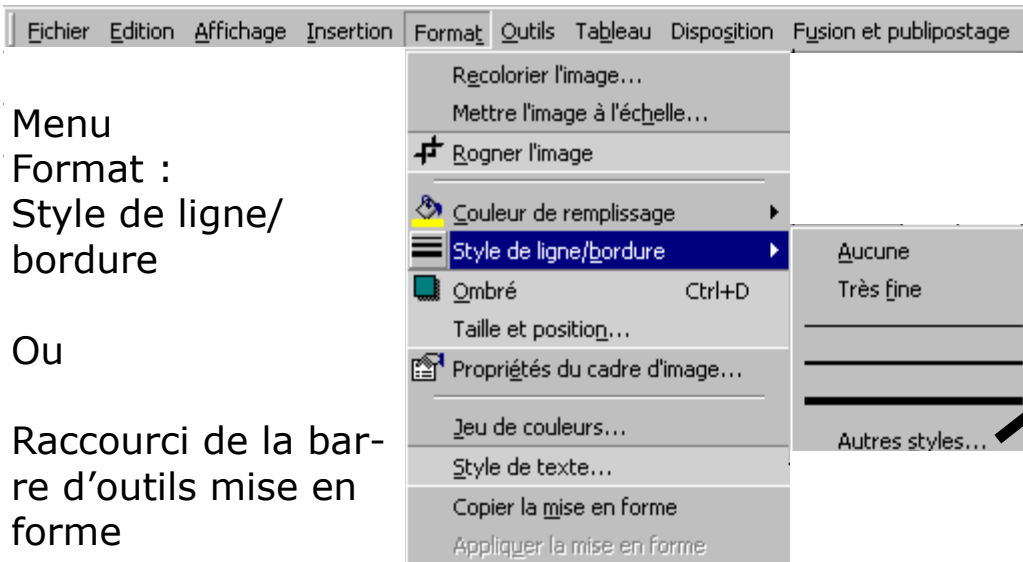 Fichier Edition Affichage Insertion Format Outils Tableau Disposition Fusion et publipostage
Menu
Format :
Style de ligne/
bordure
Ou
Raccourci de la bar-
re d’outils mise en
forme
Recolorier l'image...
Mettre l'image à l'échelle...
Rogner l'image
Couleur de remplissage
Style de ligne/bordure
Ombré Ctrl+D
Taille et position...
Propriétés du cadre d'image...
Jeu de couleurs...
Style de texte...
Copier la mise en forme
Appliquer la mise en forme
Aucune
Très fine
Autres styles...